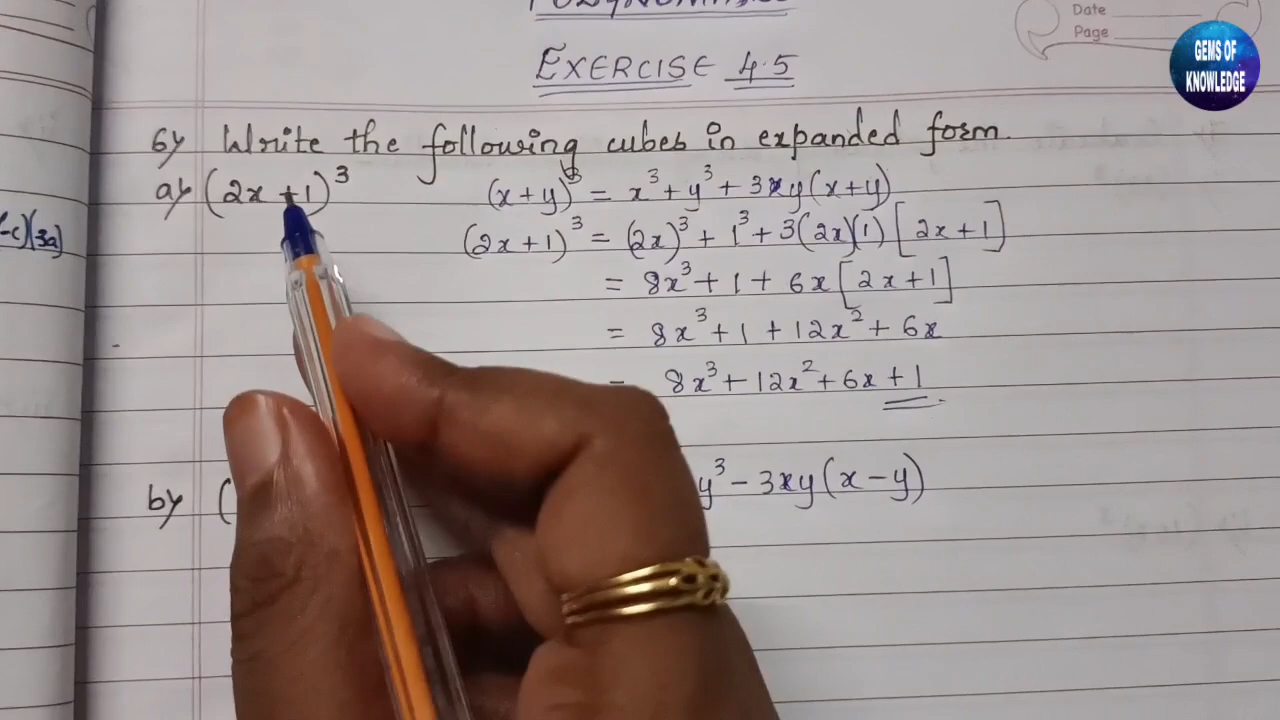 Date
Page
GEMS OF
KNOWLEDGE
EXERCISE 4.5
6) Write the following cubes in expanded form.
a) (2x + 1)³
(x + y)³ = x³ + y³ + 3xy(x + y)
-c)(3a)
(2x + 1)³ = (2x)³ + 1³ + 3(2x)(1)[2x + 1]
= 8x³ + 1 + 6x[2x + 1]
= 8x³ + 1 + 12x² + 6x
= 8x³ + 12x² + 6x + 1
b) (
y³ - 3xy(x - y)